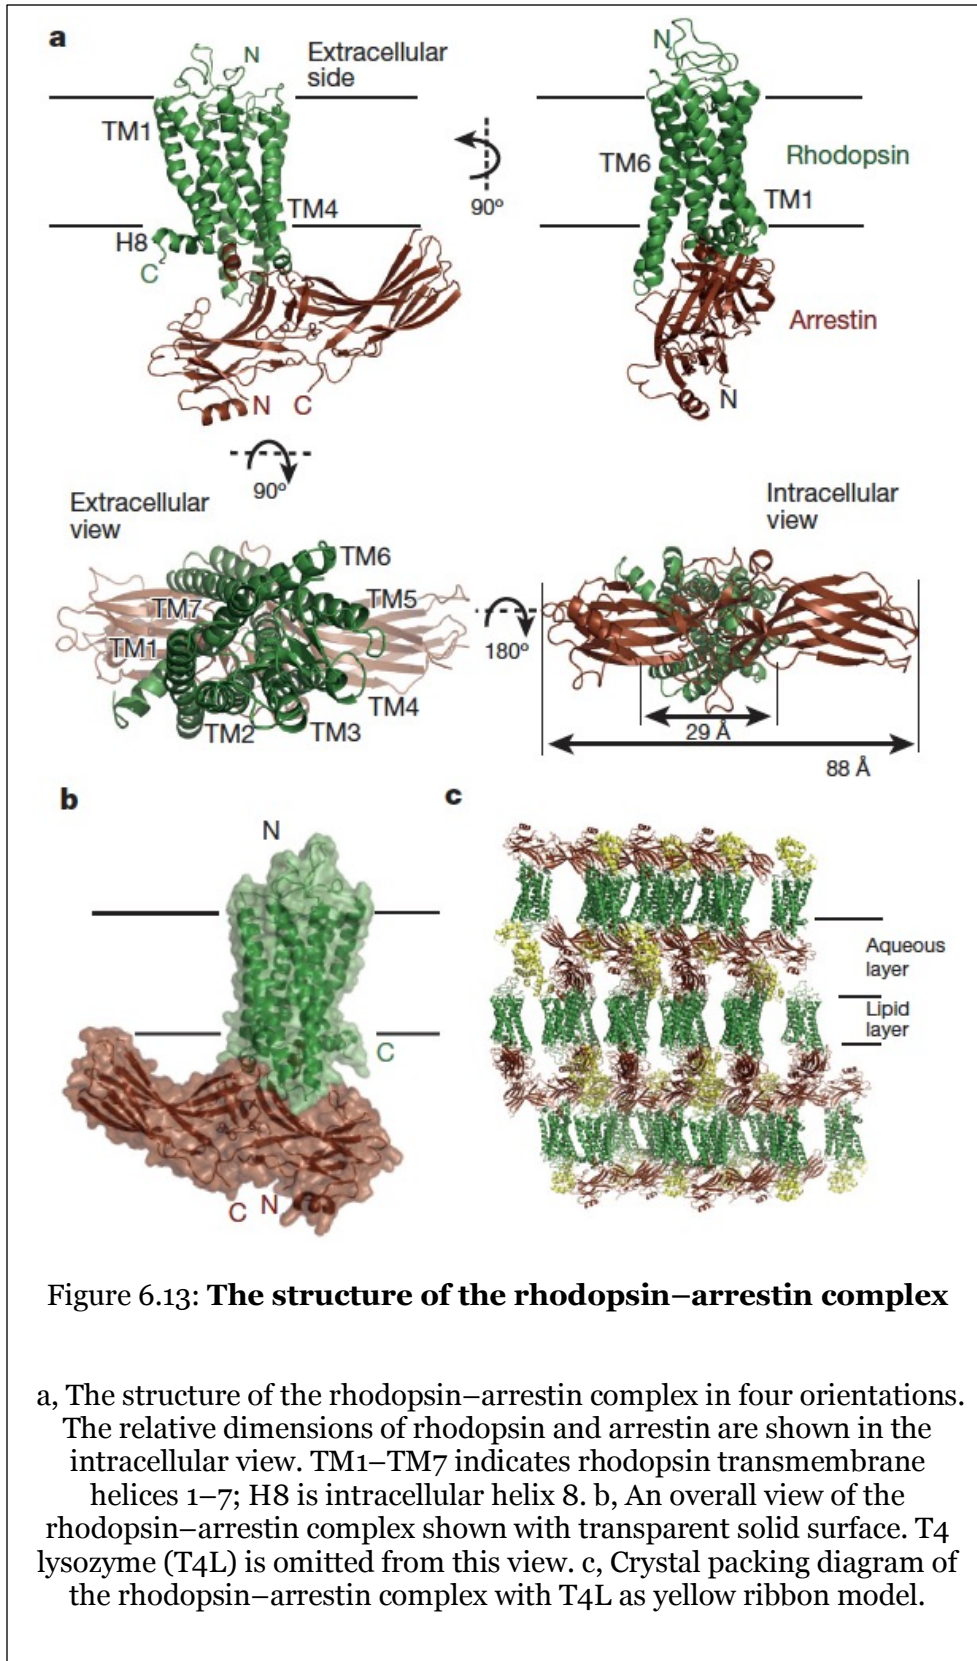 a
N
Extracellular
side
TM1
TM4
H8
C
N C
90º
N
TM6
Rhodopsin
TM1
Arrestin
N
90º
Extracellular
view
TM6
TM7
TM5
TM1
TM4
TM2
TM3
180º
Intracellular
view
29 Å
88 Å
b
N
C
C N
c
Aqueous
layer
Lipid
layer
Figure 6.13: The structure of the rhodopsin–arrestin complex
a, The structure of the rhodopsin–arrestin complex in four orientations.
The relative dimensions of rhodopsin and arrestin are shown in the
intracellular view. TM1–TM7 indicates rhodopsin transmembrane
helices 1–7; H8 is intracellular helix 8. b, An overall view of the
rhodopsin–arrestin complex shown with transparent solid surface. T4
lysozyme (T4L) is omitted from this view. c, Crystal packing diagram of
the rhodopsin–arrestin complex with T4L as yellow ribbon model.